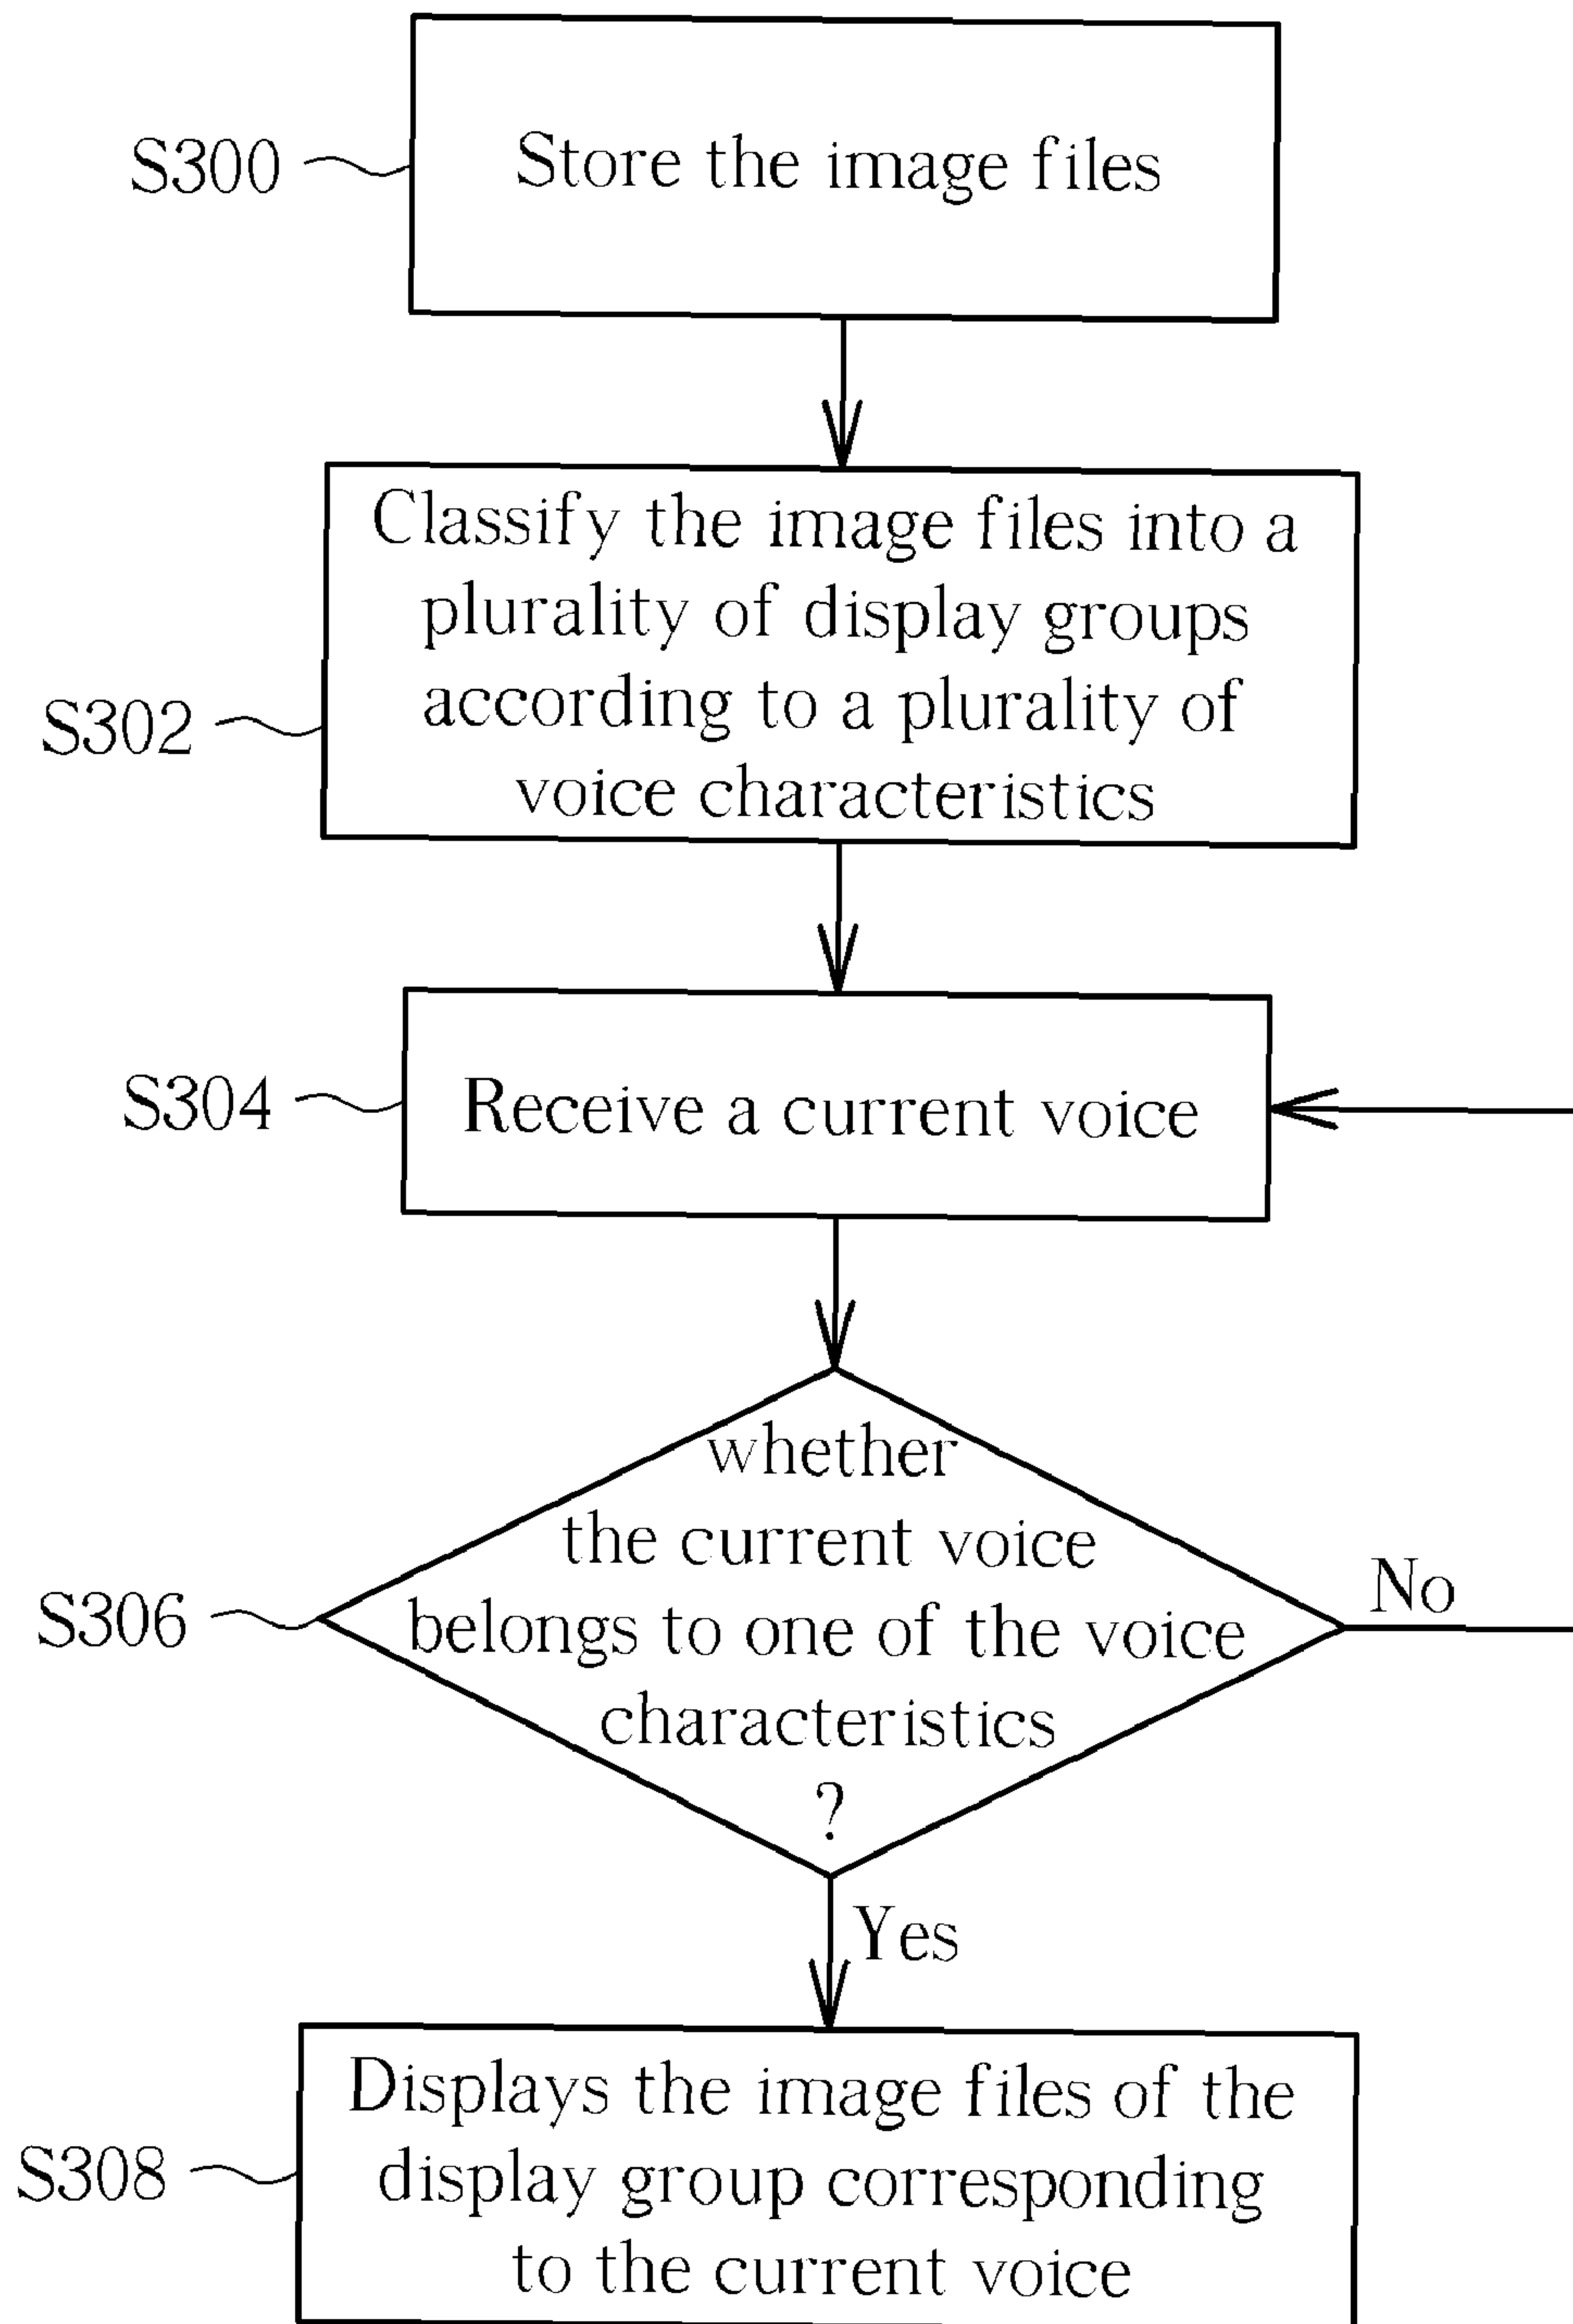 S300
Store the image files
S302
Classify the image files into a
plurality of display groups
according to a plurality of
voice characteristics
S304
Receive a current voice
S306
whether
the current voice
belongs to one of the voice
characteristics
?
No
Yes
S308
Displays the image files of the
display group corresponding
to the current voice